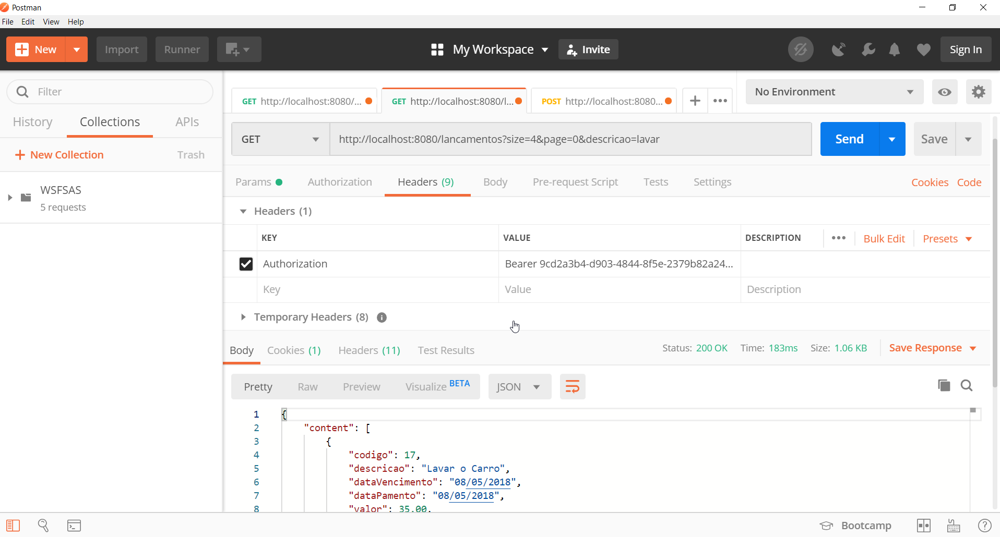 Postman
File Edit View Help
New Import Runner My Workspace Invite Sign In
Filter
History Collections APIs
New Collection Trash
WSFSAS
5 requests
GET http://localhost:8080/... GET http://localhost:8080/l... POST http://localhost:8080... No Environment
GET http://localhost:8080/lancamentos?size=4&page=0&descricao=lavar Send Save
Params Authorization Headers (9) Body Pre-request Script Tests Settings Cookies Code
Headers (1)
KEY VALUE DESCRIPTION Bulk Edit Presets
Authorization Bearer 9cd2a3b4-d903-4844-8f5e-2379b82a24...
Key Value Description
Temporary Headers (8)
Body Cookies (1) Headers (11) Test Results Status: 200 OK Time: 183ms Size: 1.06 KB Save Response
Pretty Raw Preview Visualize BETA JSON
1 {
2 "content": [
3 {
4 "codigo": 17,
5 "descricao": "Lavar o Carro",
6 "dataVencimento": "08/05/2018",
7 "dataPamento": "08/05/2018",
8 "valor": 35.00,
Bootcamp